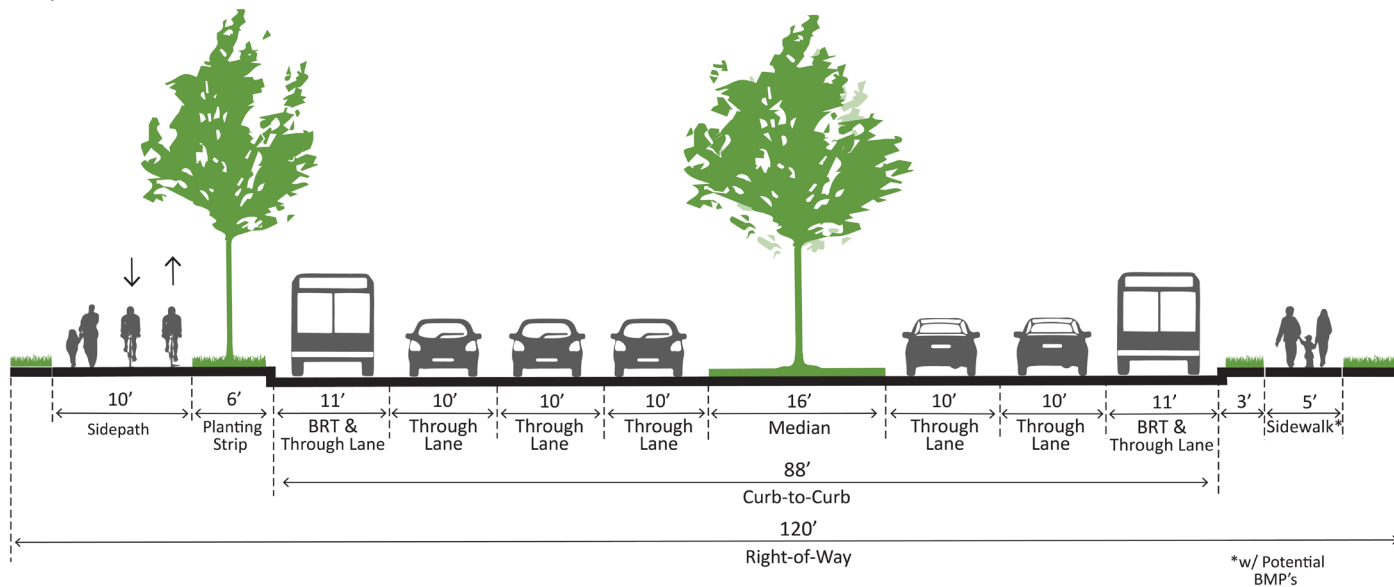 10’ 6’ 11’ 10’ 10’ 10’ 16’ 10’ 10’ 11’ 3’ 5’
Sidepath
Planting
Strip
BRT &
Through Lane
Through
Lane
Through
Lane
Through
Lane
Median
Through
Lane
Through
Lane
BRT &
Through Lane
Sidewalk*
88’
Curb-to-Curb
120’
Right-of-Way
*w/ Potential
BMP's